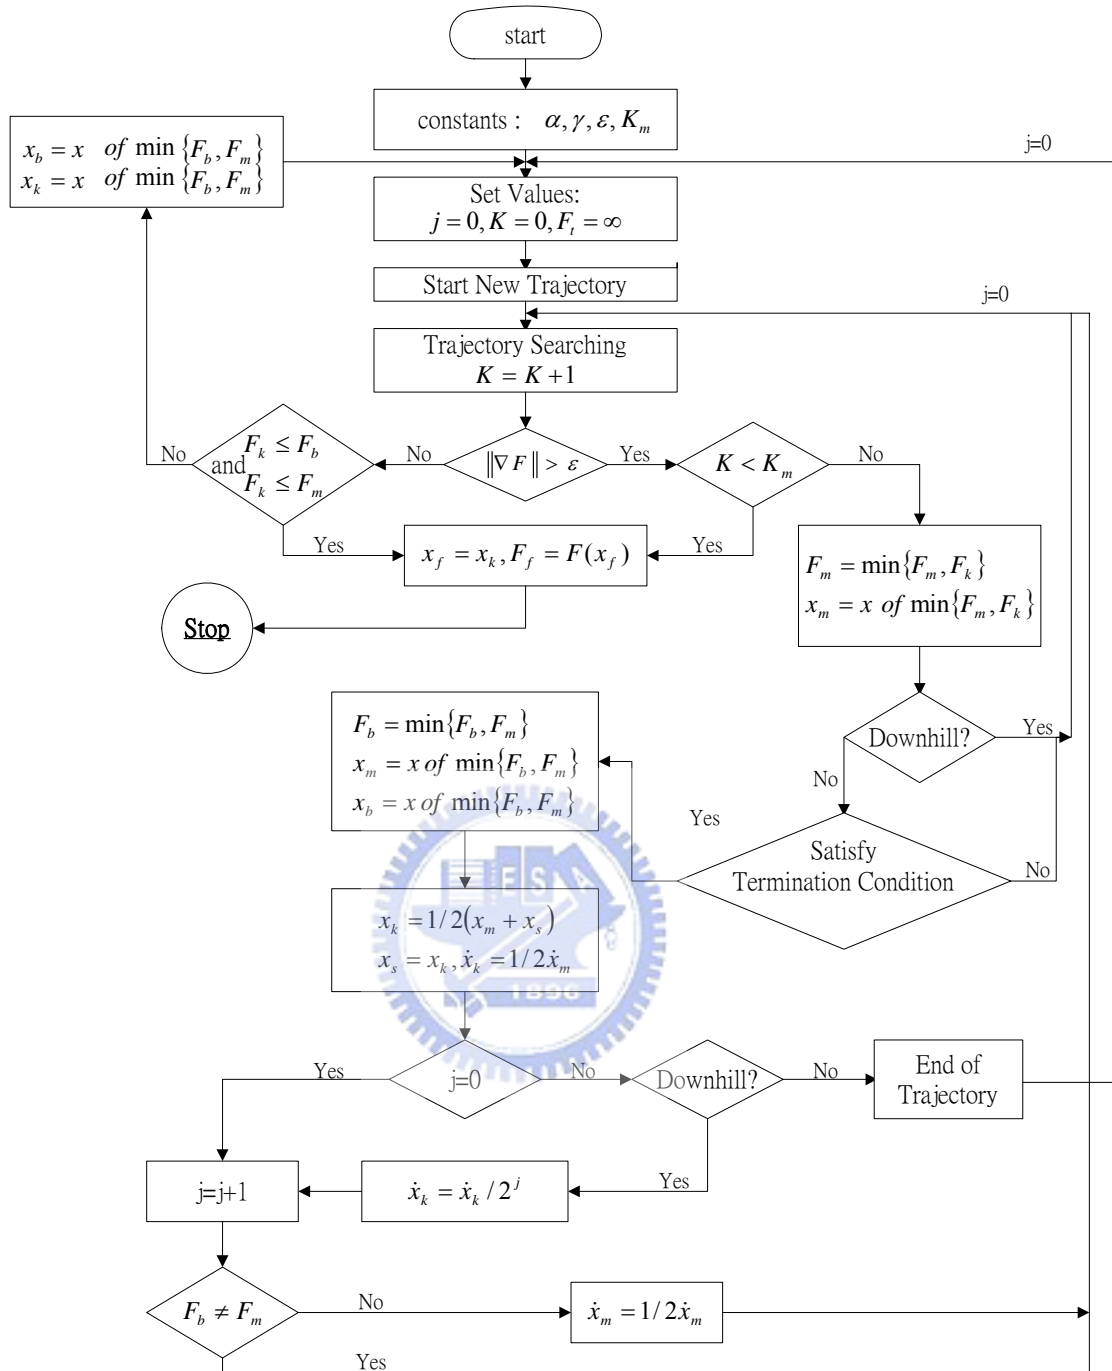 start
constants : α, γ, ε, K_m
x_b = x of min {F_b, F_m}
x_k = x of min {F_b, F_m}
j=0
Set Values:
j = 0, K = 0, F_t = ∞
Start New Trajectory
j=0
Trajectory Searching
K = K +1
No
F_k ≤ F_b
and
F_k ≤ F_m
No
‖∇F‖ > ε
Yes
K < K_m
No
Yes
x_f = x_k, F_f = F(x_f)
Yes
F_m = min{F_m, F_k}
x_m = x of min{F_m, F_k}
Stop
F_b = min{F_b, F_m}
x_m = x of min{F_b, F_m}
x_b = x of min{F_b, F_m}
Downhill?
Yes
No
Yes
Satisfy
Termination Condition
No
E S A
x_k = 1/2(x_m + x_s)
x_s = x_k, ẋ_k = 1/2ẋ_m
1896
Yes
j=0
No
Downhill?
No
End of
Trajectory
j=j+1
ẋ_k = ẋ_k / 2^j
Yes
F_b ≠ F_m
No
ẋ_m = 1/2ẋ_m
Yes